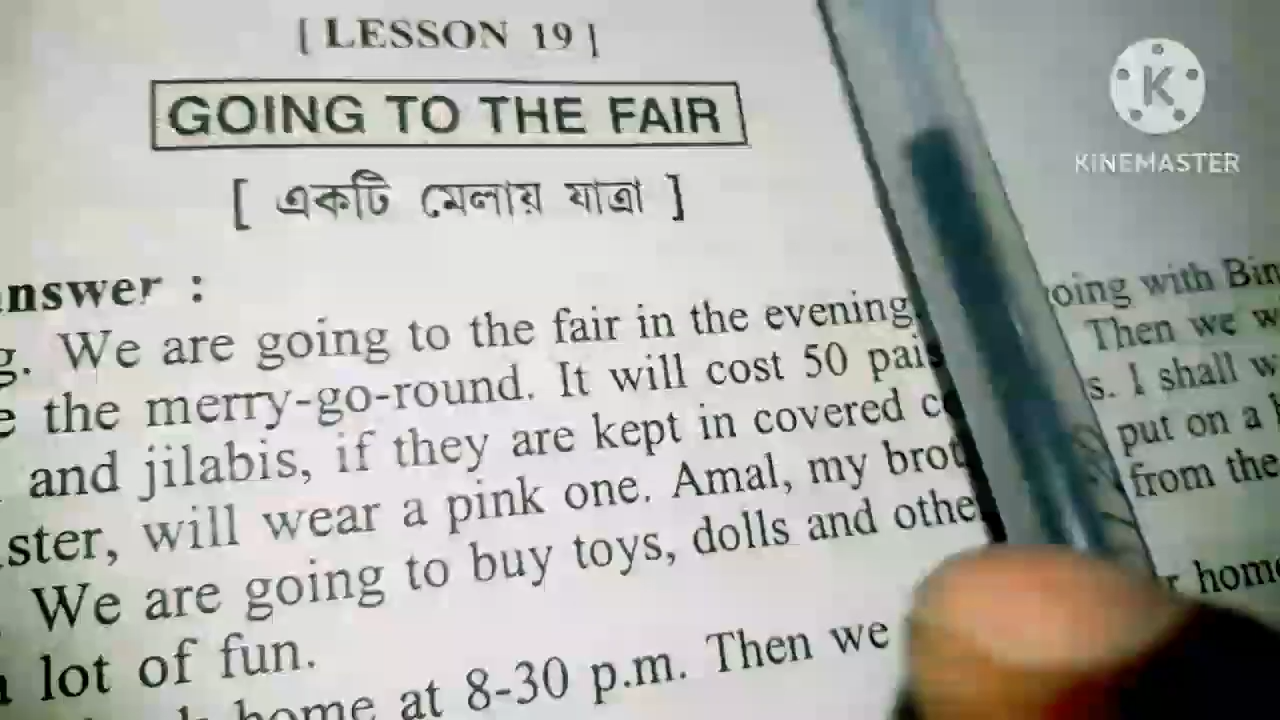 [ LESSON 19 ]
GOING TO THE FAIR
[ একটি মেলায় যাত্রা ]
nswer :
g. We are going to the fair in the evening oing with Bin
e the merry-go-round. It will cost 50 pais Then we w
and jilabis, if they are kept in covered s. I shall w
ster, will wear a pink one. Amal, my brot put on a
We are going to buy toys, dolls and othe from the
lot of fun. r home
home at 8-30 p.m. Then we
K
KINEMASTER